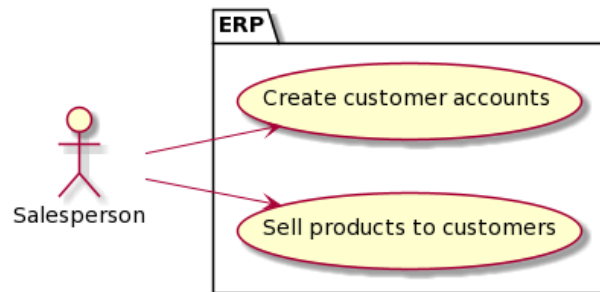 ERP
Create customer accounts
Salesperson
Sell products to customers